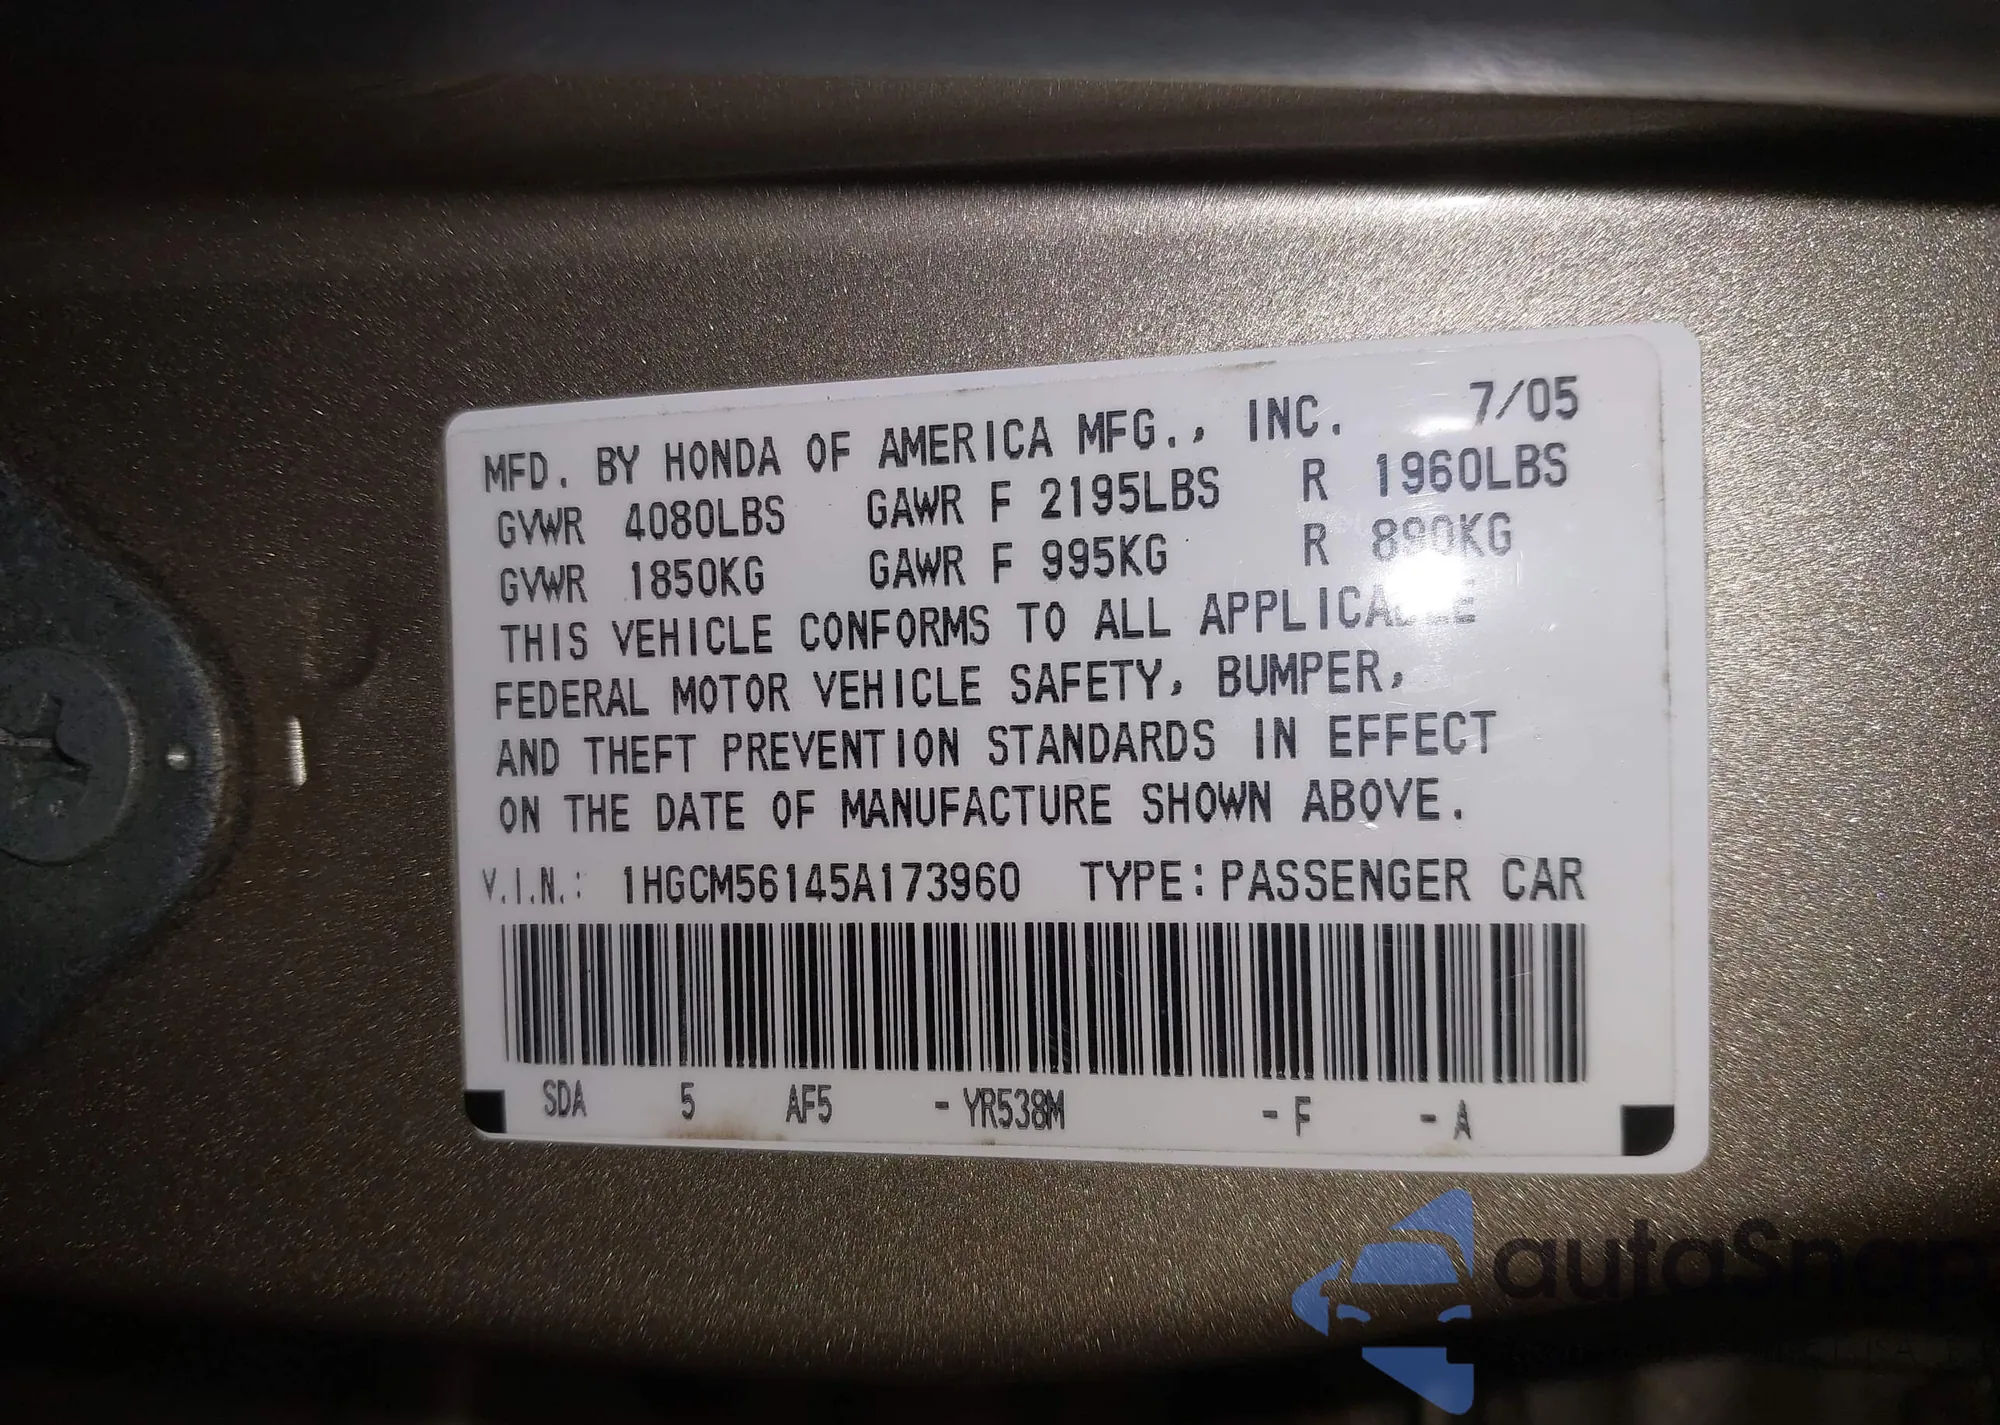 MFD. BY HONDA OF AMERICA MFG., INC. 7/05
GVWR 4080LBS GAWR F 2195LBS R 1960LBS
GVWR 1850KG GAWR F 995KG R 890KG
THIS VEHICLE CONFORMS TO ALL APPLICABLE
FEDERAL MOTOR VEHICLE SAFETY, BUMPER,
AND THEFT PREVENTION STANDARDS IN EFFECT
ON THE DATE OF MANUFACTURE SHOWN ABOVE.
V.I.N.: 1HGCM56145A173960 TYPE: PASSENGER CAR
SDA 5 AF5 - YR538M - F - A
autoSnap